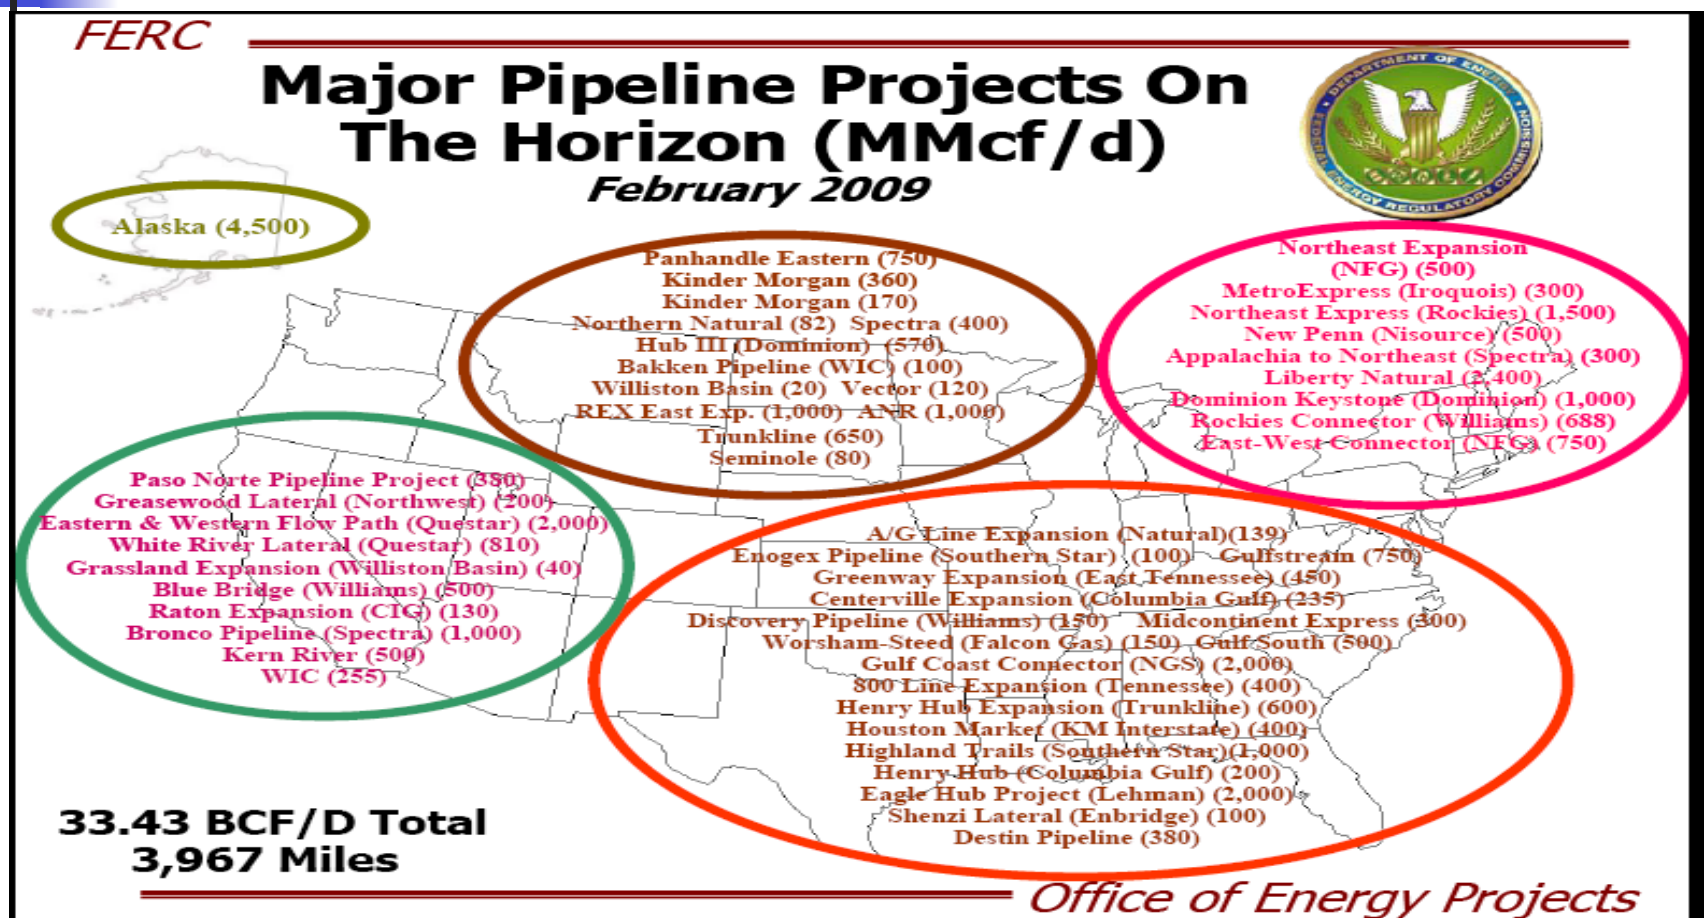 FERC
Major Pipeline Projects On
The Horizon (MMcf/d)
February 2009
DEPARTMENT OF ENERGY
FEDERAL ENERGY REGULATORY COMMISSION
Alaska (4,500)
Panhandle Eastern (750)
Kinder Morgan (360)
Kinder Morgan (170)
Northern Natural (82) Spectra (400)
Hub III (Dominion) (570)
Bakken Pipeline (WIC) (100)
Williston Basin (20) Vector (120)
REX East Exp. (1,000) ANR (1,000)
Trunkline (650)
Seminole (80)
Northeast Expansion
(NFG) (500)
MetroExpress (Iroquois) (300)
Northeast Express (Rockies) (1,500)
New Penn (Nisource) (500)
Appalachia to Northeast (Spectra) (300)
Liberty Natural (2,400)
Dominion Keystone (Dominion) (1,000)
Rockies Connector (Williams) (688)
East-West Connector (NFG) (750)
Paso Norte Pipeline Project (380)
Greasewood Lateral (Northwest) (200)
Eastern & Western Flow Path (Questar) (2,000)
White River Lateral (Questar) (810)
Grassland Expansion (Williston Basin) (40)
Blue Bridge (Williams) (500)
Raton Expansion (CIG) (130)
Bronco Pipeline (Spectra) (1,000)
Kern River (500)
WIC (255)
A/G Line Expansion (Natural)(139)
Enogex Pipeline (Southern Star) (100) Gulfstream (750)
Greenway Expansion (East Tennessee) (450)
Centerville Expansion (Columbia Gulf) (235)
Discovery Pipeline (Williams) (150) Midcontinent Express (300)
Worsham-Steed (Falcon Gas) (150) Gulf South (500)
Gulf Coast Connector (NGS) (2,000)
800 Line Expansion (Tennessee) (400)
Henry Hub Expansion (Trunkline) (600)
Houston Market (KM Interstate) (400)
Highland Trails (Southern Star)(1,000)
Henry Hub (Columbia Gulf) (200)
Eagle Hub Project (Lehman) (2,000)
Shenzi Lateral (Enbridge) (100)
Destin Pipeline (380)
33.43 BCF/D Total
3,967 Miles
Office of Energy Projects